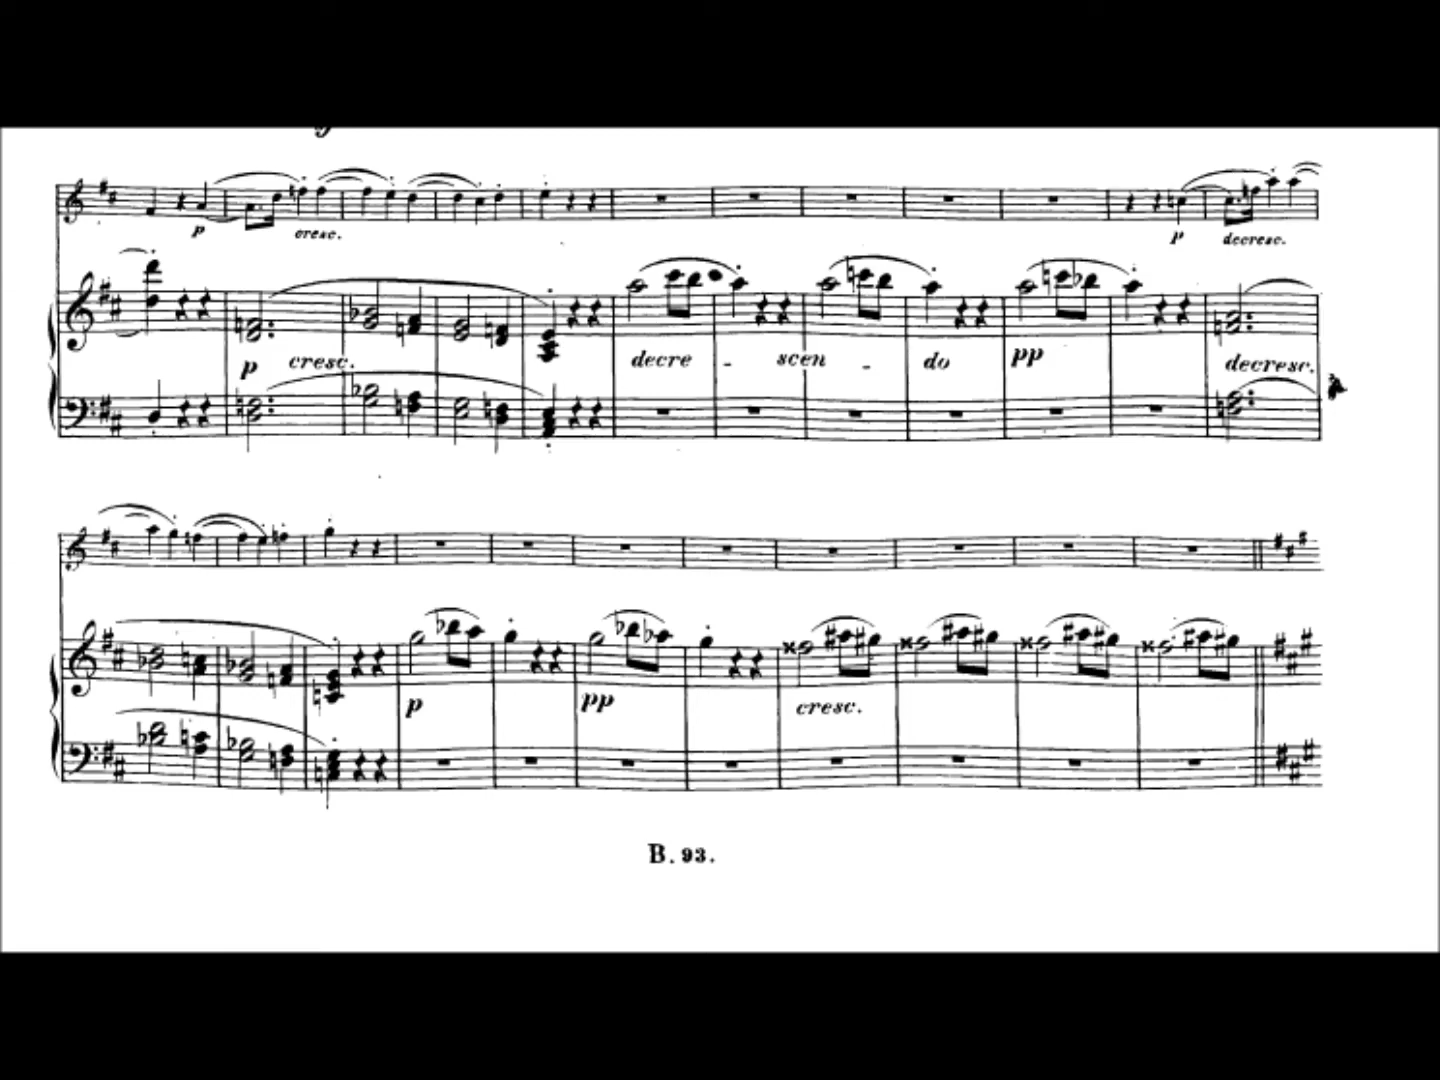 p cresc. p decresc.
p cresc. decre - scen - do pp decresc.
p pp cresc.
B. 93.